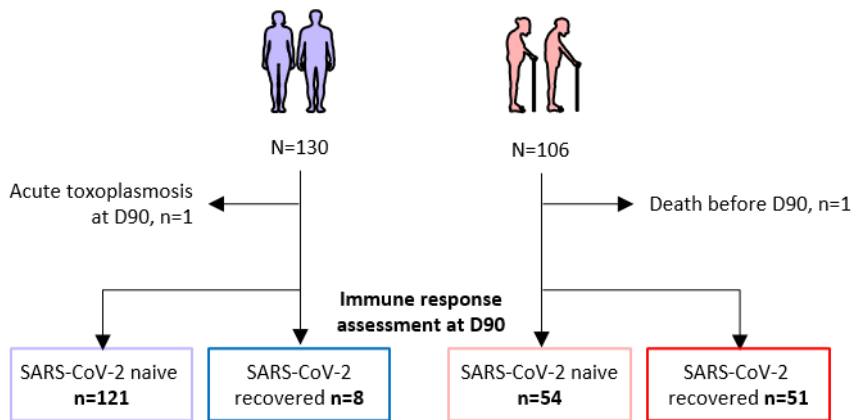 N=130
N=106
Acute toxoplasmosis
at D90, n=1
Death before D90, n=1
Immune response
assessment at D90
SARS-CoV-2 naive
n=121
SARS-CoV-2
recovered n=8
SARS-CoV-2 naive
n=54
SARS-CoV-2
recovered n=51